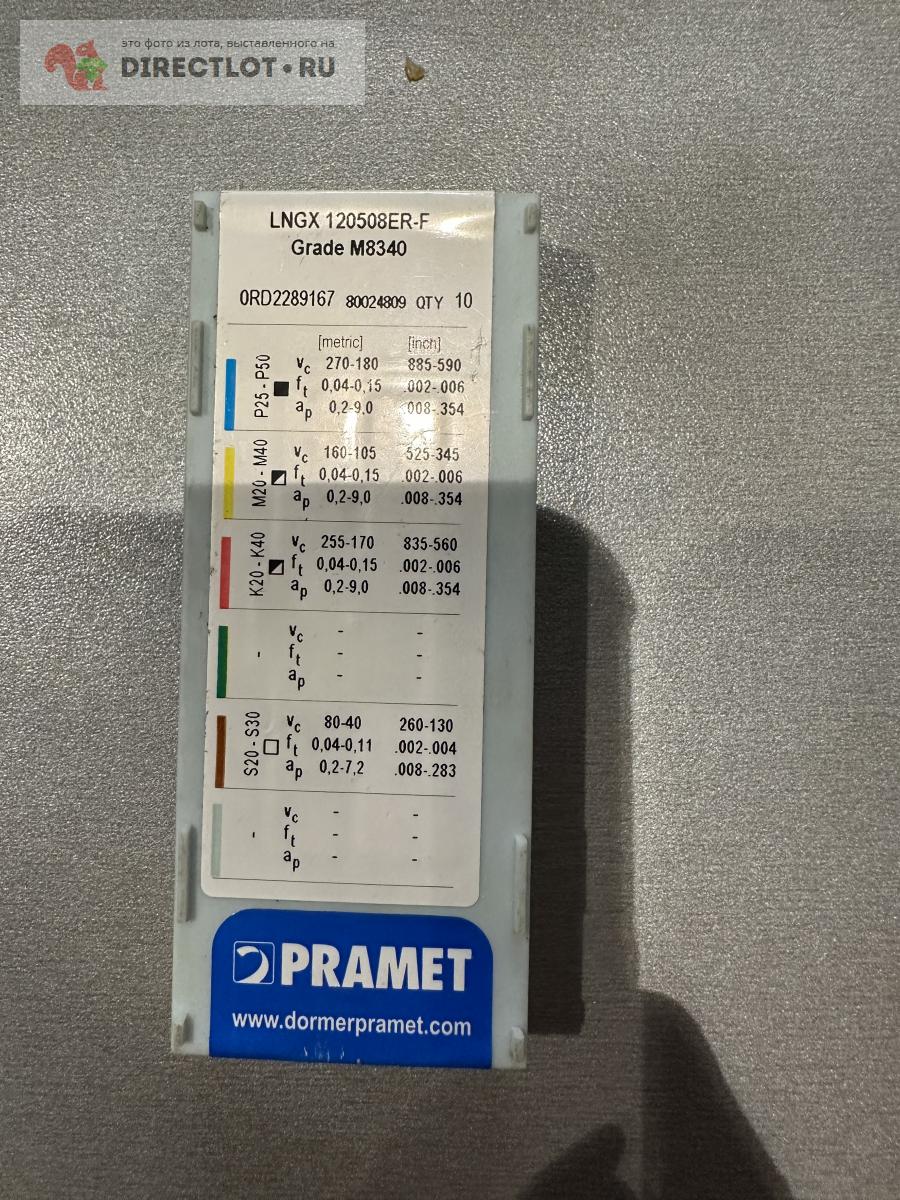 это фото из лота, выставленного на
DIRECTLOT.RU
LNGX 120508ER-F
Grade M8340
0RD2289167 80024809 QTY 10
[metric] [inch]
P25 - P50
vc 270-180 885-590
ft 0,04-0,15 .002-.006
ap 0,2-9,0 .008-.354
M20 - M40
vc 160-105 525-345
ft 0,04-0,15 .002-.006
ap 0,2-9,0 .008-.354
K20 - K40
vc 255-170 835-560
ft 0,04-0,15 .002-.006
ap 0,2-9,0 .008-.354
-
vc - -
ft - -
ap - -
S20 - S30
vc 80-40 260-130
ft 0,04-0,11 .002-.004
ap 0,2-7,2 .008-.283
-
vc - -
ft - -
ap - -
PRAMET
www.dormerpramet.com